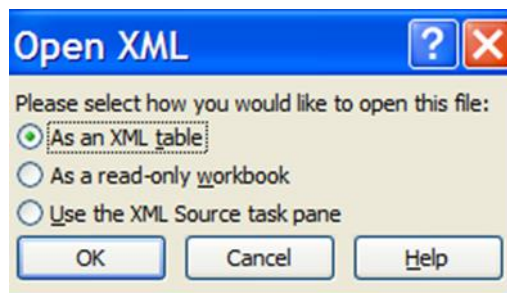 Open XML
Please select how you would like to open this file:
As an XML table
As a read-only workbook
Use the XML Source task pane
OK Cancel Help